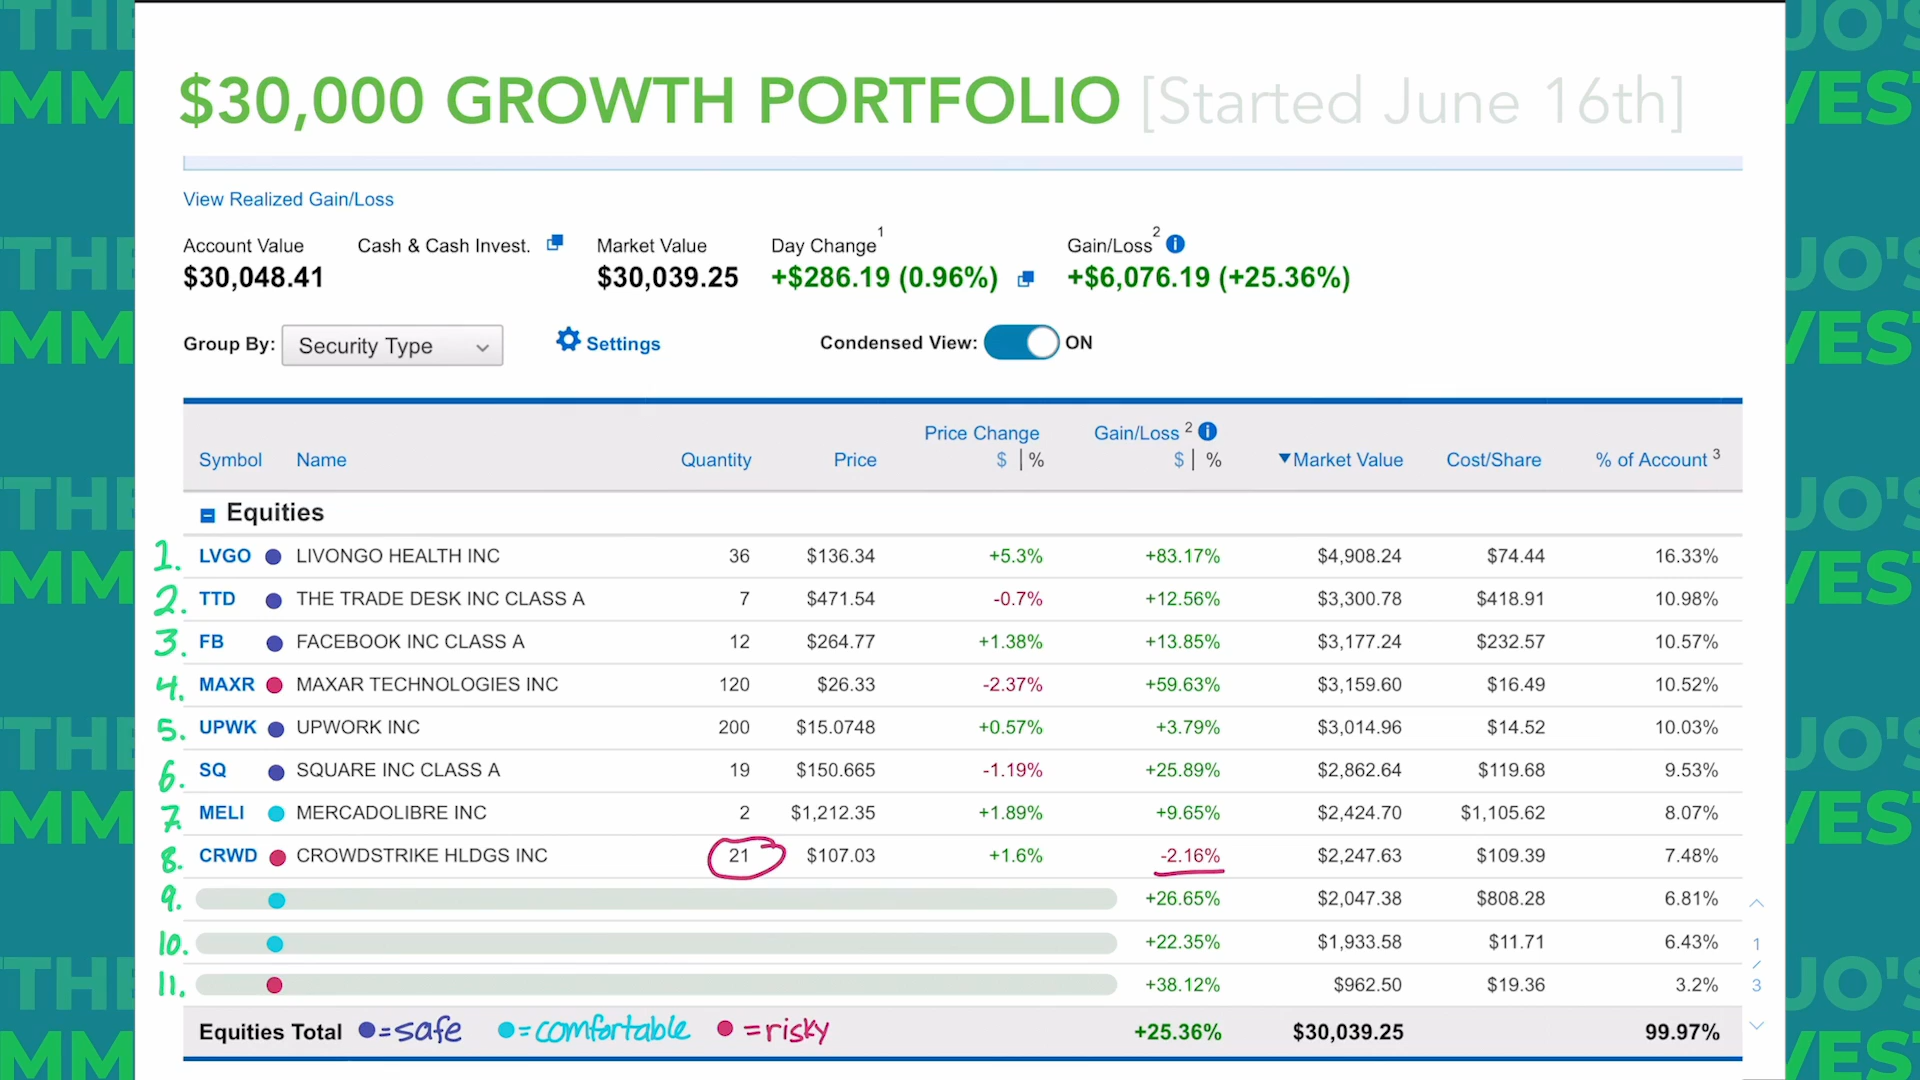 $30,000 GROWTH PORTFOLIO [Started June 16th]
View Realized Gain/Loss
Account Value Cash & Cash Invest. Market Value Day Change 1 Gain/Loss 2
$30,048.41 $30,039.25 +$286.19 (0.96%) +$6,076.19 (+25.36%)
Group By: Security Type Settings Condensed View: ON
Price Change Gain/Loss 2
Symbol Name Quantity Price $ | % $ | % ▼Market Value Cost/Share % of Account 3
Equities
1. LVGO LIVONGO HEALTH INC 36 $136.34 +5.3% +83.17% $4,908.24 $74.44 16.33%
2. TTD THE TRADE DESK INC CLASS A 7 $471.54 -0.7% +12.56% $3,300.78 $418.91 10.98%
3. FB FACEBOOK INC CLASS A 12 $264.77 +1.38% +13.85% $3,177.24 $232.57 10.57%
4. MAXR MAXAR TECHNOLOGIES INC 120 $26.33 -2.37% +59.63% $3,159.60 $16.49 10.52%
5. UPWK UPWORK INC 200 $15.0748 +0.57% +3.79% $3,014.96 $14.52 10.03%
6. SQ SQUARE INC CLASS A 19 $150.665 -1.19% +25.89% $2,862.64 $119.68 9.53%
7. MELI MERCADOLIBRE INC 2 $1,212.35 +1.89% +9.65% $2,424.70 $1,105.62 8.07%
8. CRWD CROWDSTRIKE HLDGS INC 21 $107.03 +1.6% -2.16% $2,247.63 $109.39 7.48%
9. +26.65% $2,047.38 $808.28 6.81%
10. +22.35% $1,933.58 $11.71 6.43% 1
/
11. +38.12% $962.50 $19.36 3.2% 3
Equities Total =safe =comfortable =risky +25.36% $30,039.25 99.97%